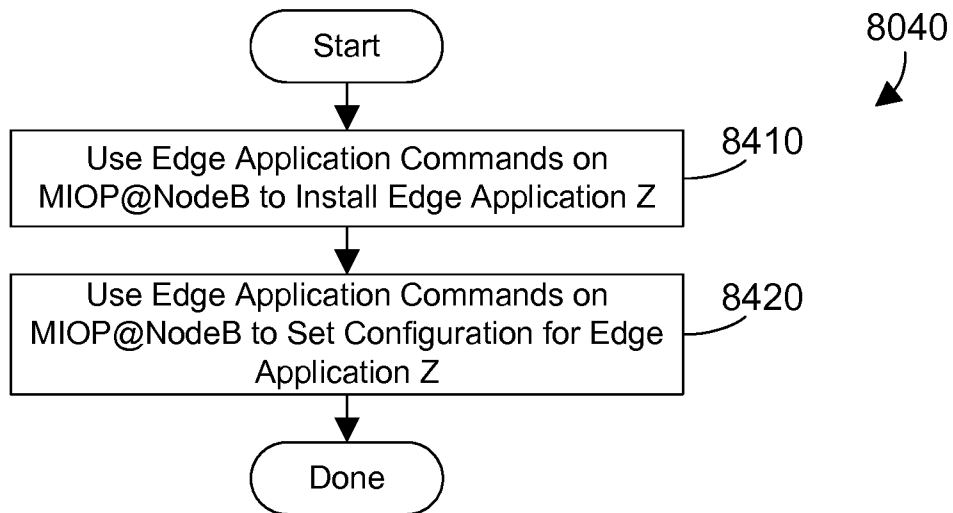 Start
8040
Use Edge Application Commands on
MIOP@NodeB to Install Edge Application Z
8410
Use Edge Application Commands on
MIOP@NodeB to Set Configuration for Edge
Application Z
8420
Done